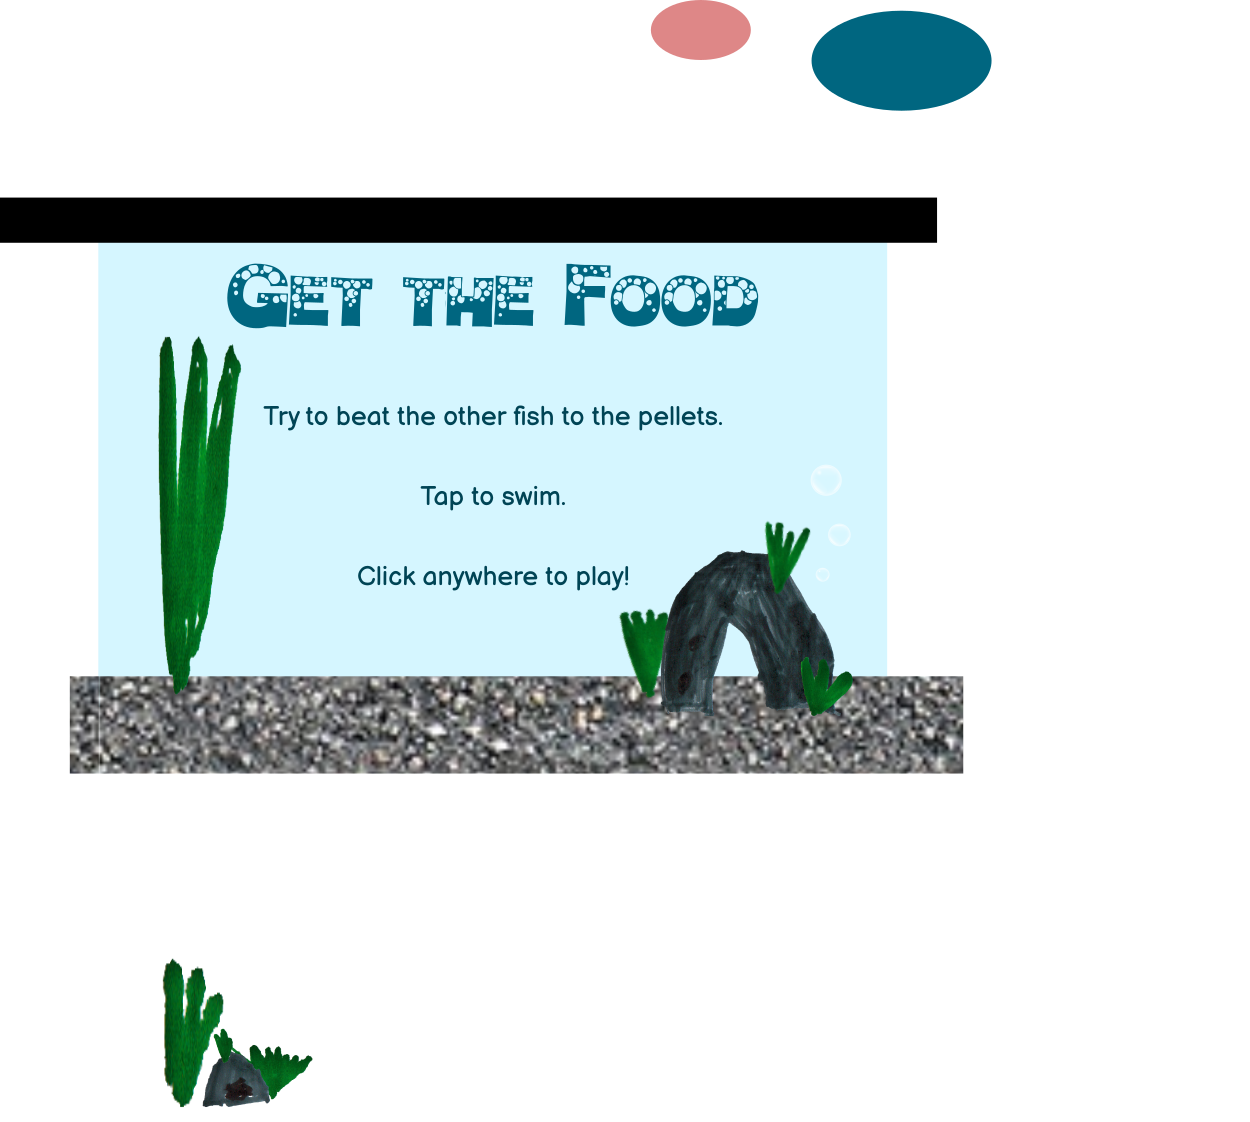 Get the Food
Try to beat the other fish to the pellets.
Tap to swim.
Click anywhere to play!